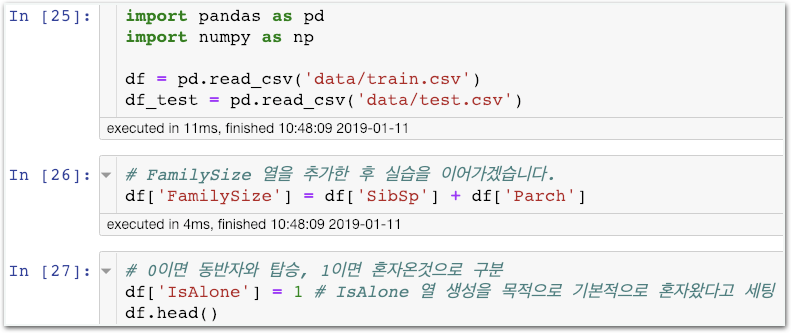 In [25]: import pandas as pd
import numpy as np
df = pd.read_csv('data/train.csv')
df_test = pd.read_csv('data/test.csv')
executed in 11ms, finished 10:48:09 2019-01-11
In [26]: # FamilySize 열을 추가한 후 실습을 이어가겠습니다.
df['FamilySize'] = df['SibSp'] + df['Parch']
executed in 4ms, finished 10:48:09 2019-01-11
In [27]: # 0이면 동반자와 탑승, 1이면 혼자온것으로 구분
df['IsAlone'] = 1 # IsAlone 열 생성을 목적으로 기본적으로 혼자왔다고 세팅
df.head()